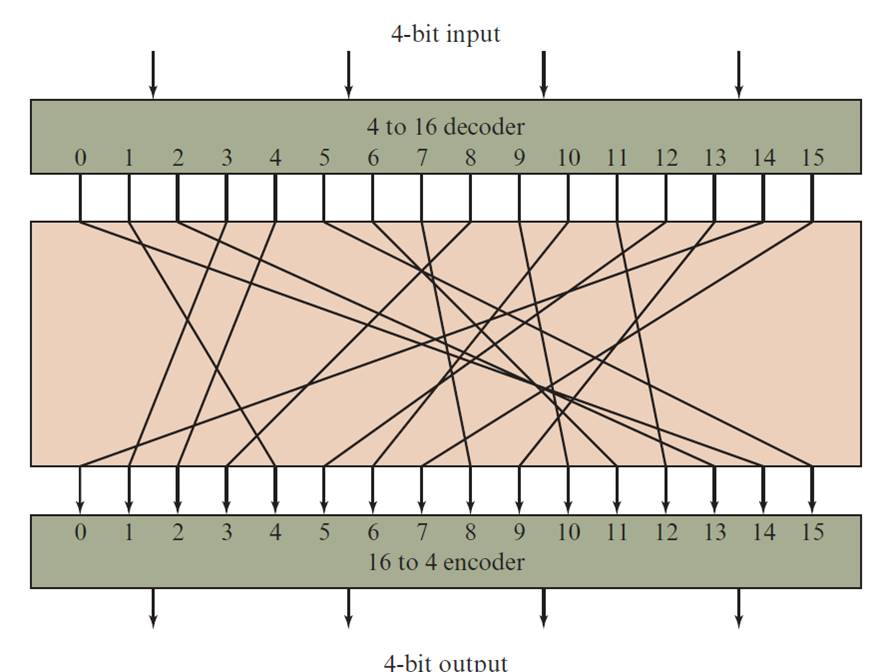 4-bit input
4 to 16 decoder
0 1 2 3 4 5 6 7 8 9 10 11 12 13 14 15
0 1 2 3 4 5 6 7 8 9 10 11 12 13 14 15
16 to 4 encoder
4-bit output